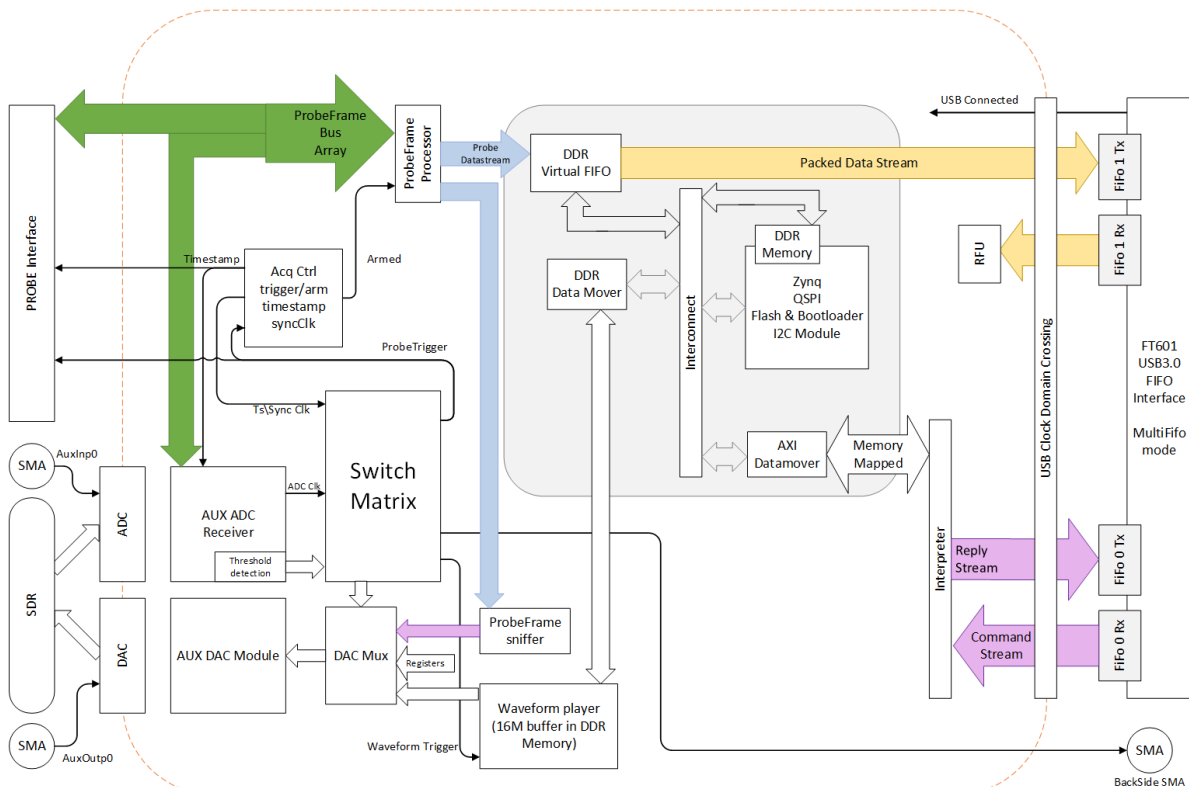 USB Connected
ProbeFrame
Bus
Array
ProbeFrame
Processor
Probe
Datastream
DDR
Virtual FIFO
Packed Data Stream
FiFo 1 Tx
PROBE Interface
Timestamp
Acq Ctrl
trigger/arm
timestamp
syncClk
Armed
DDR
Memory
Zynq
QSPI
Flash & Bootloader
I2C Module
DDR
Data Mover
Interconnect
RFU
FiFo 1 Rx
USB Clock Domain Crossing
FT601
USB3.0
FIFO
Interface
MultiFifo
mode
ProbeTrigger
Ts\Sync Clk
SMA
AuxInp0
ADC
AUX ADC
Receiver
ADC Clk
Threshold
detection
Switch
Matrix
AXI
Datamover
Memory
Mapped
Interpreter
Reply
Stream
FiFo 0 Tx
SDR
DAC
AUX DAC Module
DAC Mux
ProbeFrame
sniffer
Registers
Command
Stream
FiFo 0 Rx
Waveform player
(16M buffer in DDR
Memory)
Waveform Trigger
SMA
AuxOutp0
SMA
BackSide SMA